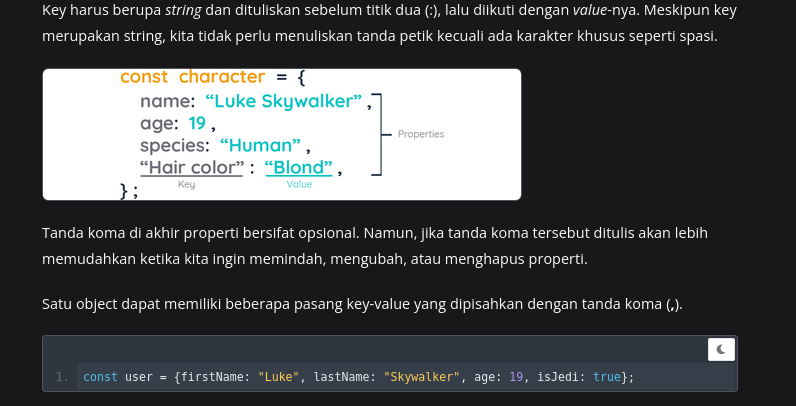 Key harus berupa string dan dituliskan sebelum titik dua (:), lalu diikuti dengan value-nya. Meskipun key
merupakan string, kita tidak perlu menuliskan tanda petik kecuali ada karakter khusus seperti spasi.
const character = {
name: “Luke Skywalker”,
age: 19,
species: “Human”,
Properties
“Hair color” : “Blond”,
Key Value
};
Tanda koma di akhir properti bersifat opsional. Namun, jika tanda koma tersebut ditulis akan lebih
memudahkan ketika kita ingin memindah, mengubah, atau menghapus properti.
Satu object dapat memiliki beberapa pasang key-value yang dipisahkan dengan tanda koma (,).
1. const user = {firstName: "Luke", lastName: "Skywalker", age: 19, isJedi: true};